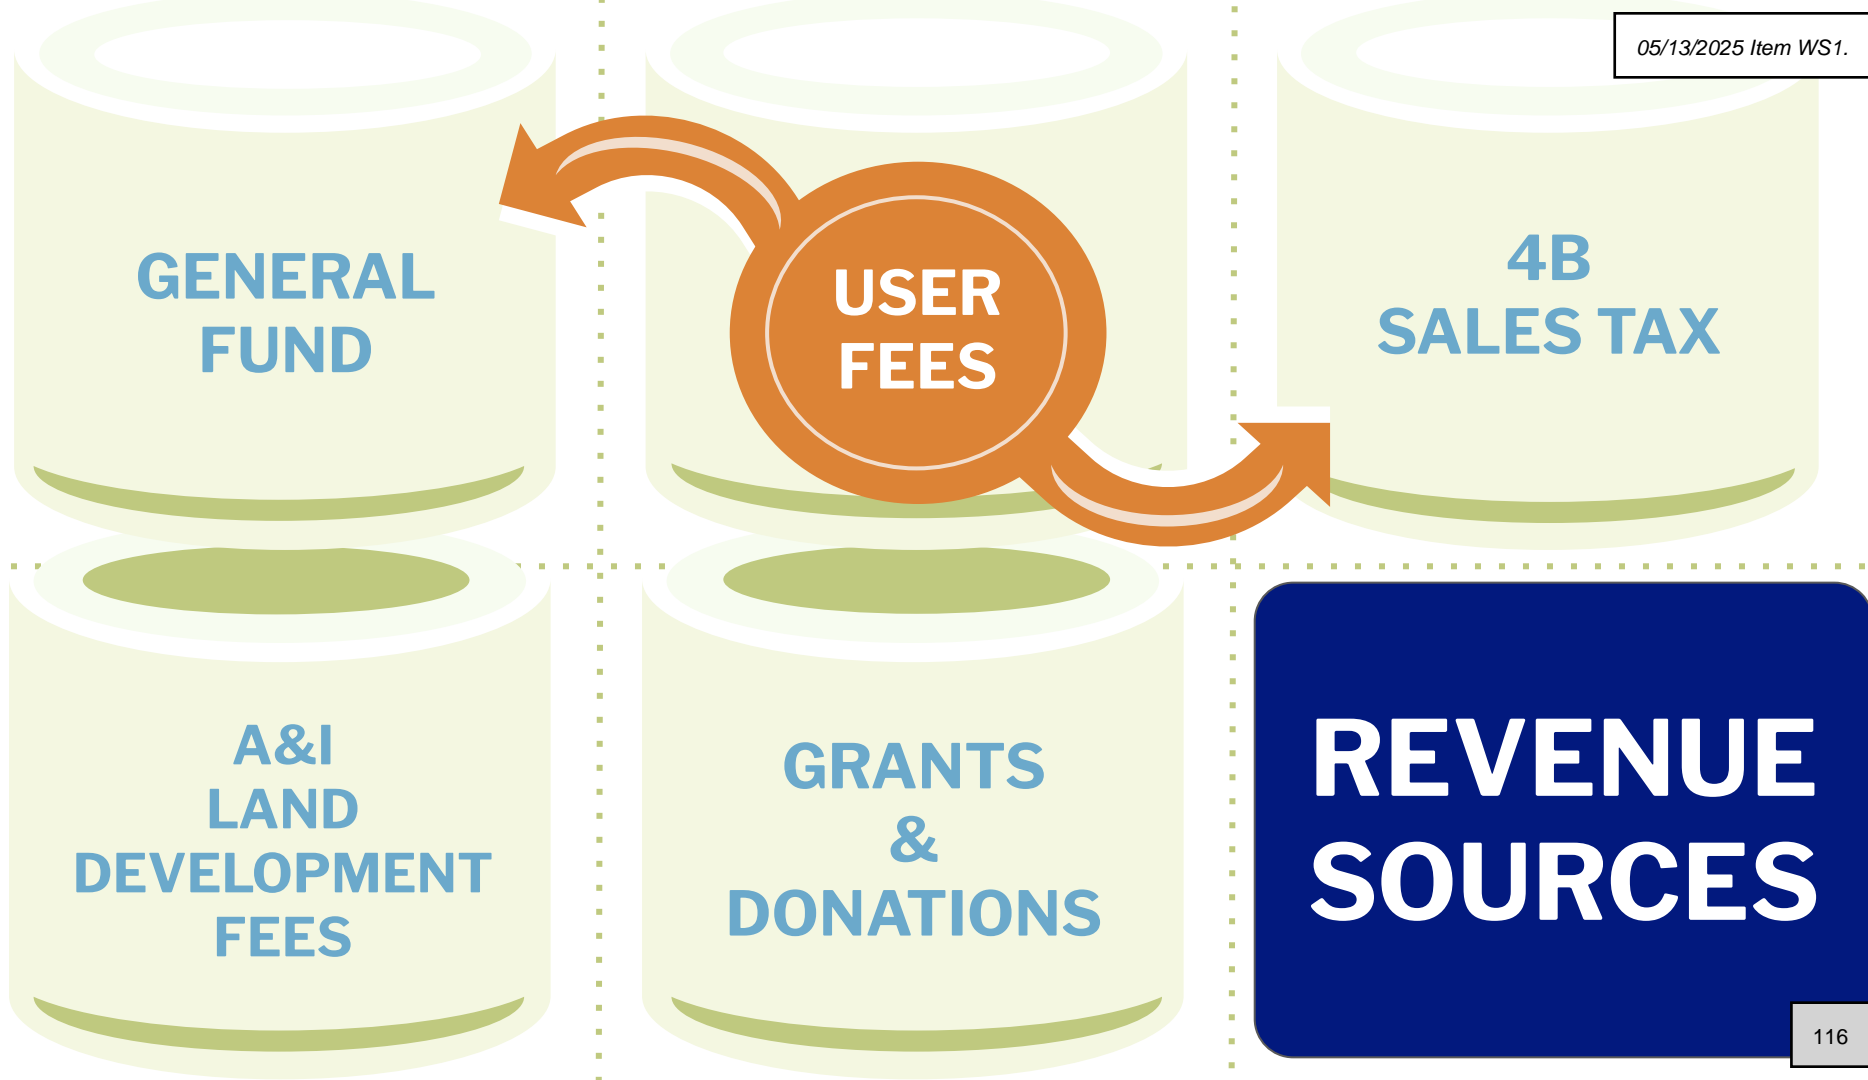 05/13/2025 Item WS1.
GENERAL
FUND
USER
FEES
4B
SALES TAX
A&I
LAND
DEVELOPMENT
FEES
GRANTS
&
DONATIONS
REVENUE
SOURCES
116